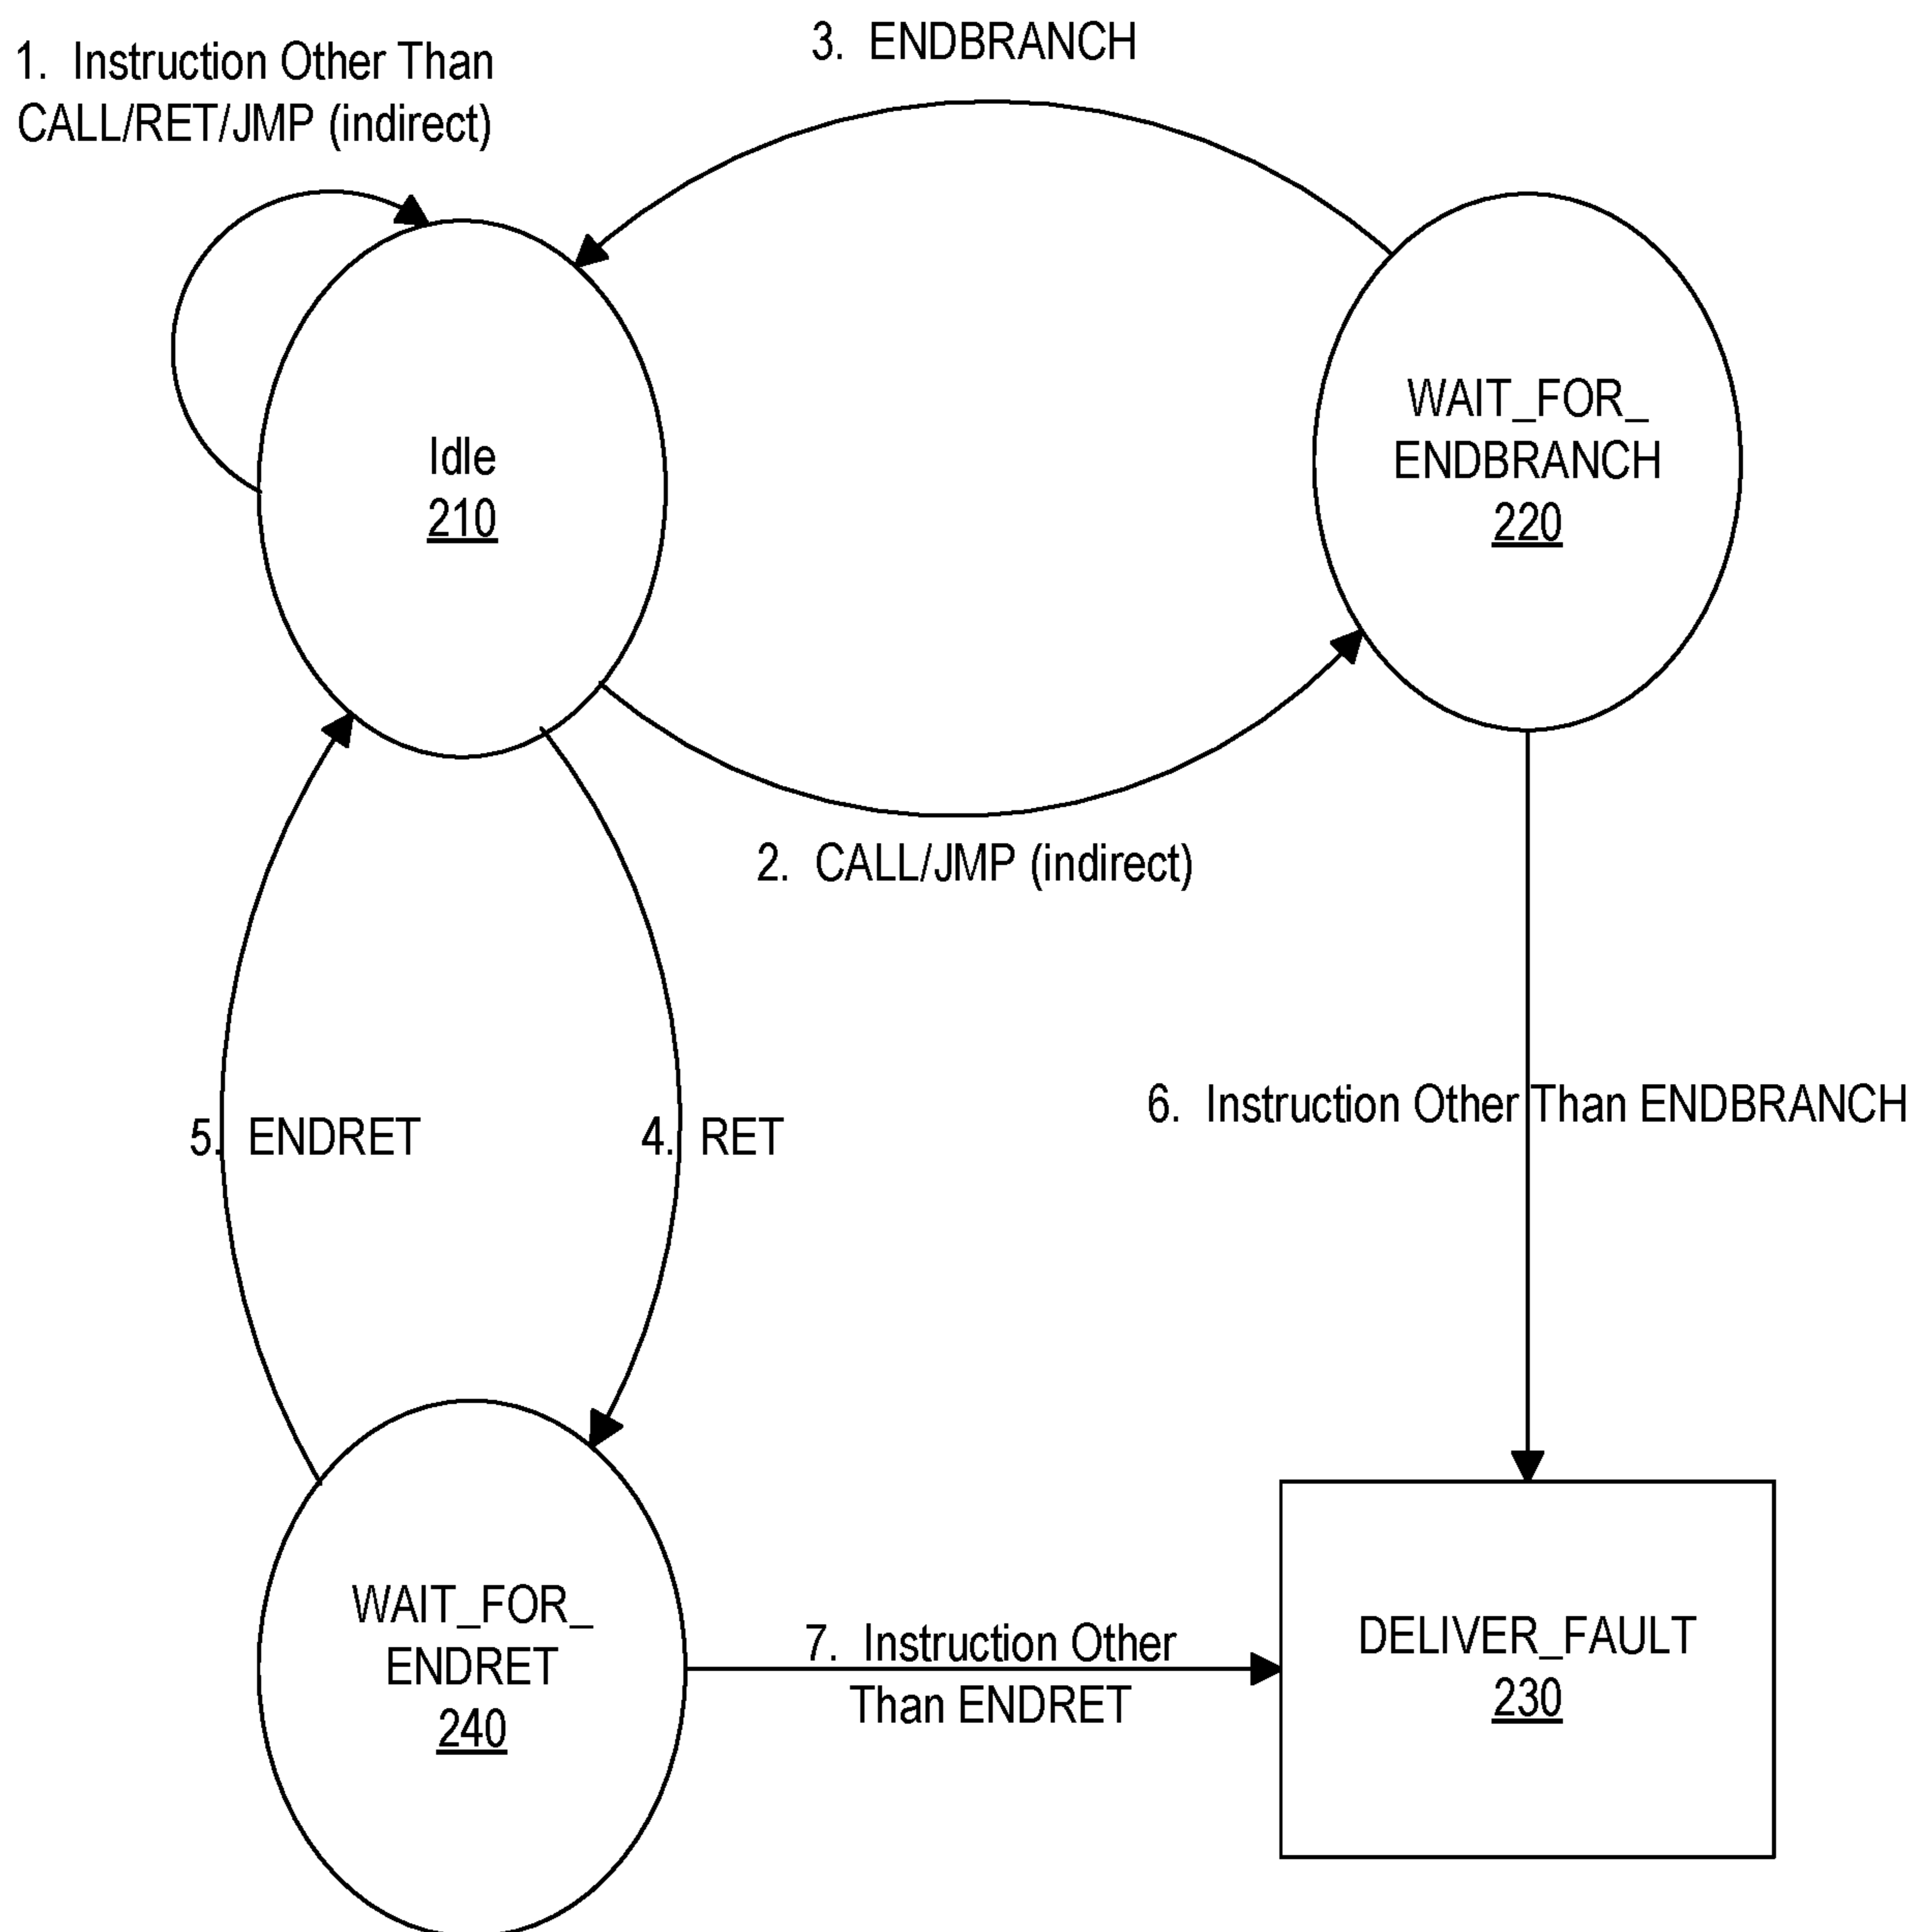 3.  ENDBRANCH
1.  Instruction Other Than
CALL/RET/JMP (indirect)
WAIT_FOR_
ENDBRANCH
220
Idle
210
2.  CALL/JMP (indirect)
6.  Instruction Other Than ENDBRANCH
5.  ENDRET
4.  RET
WAIT_FOR_
ENDRET
240
7.  Instruction Other
Than ENDRET
DELIVER_FAULT
230